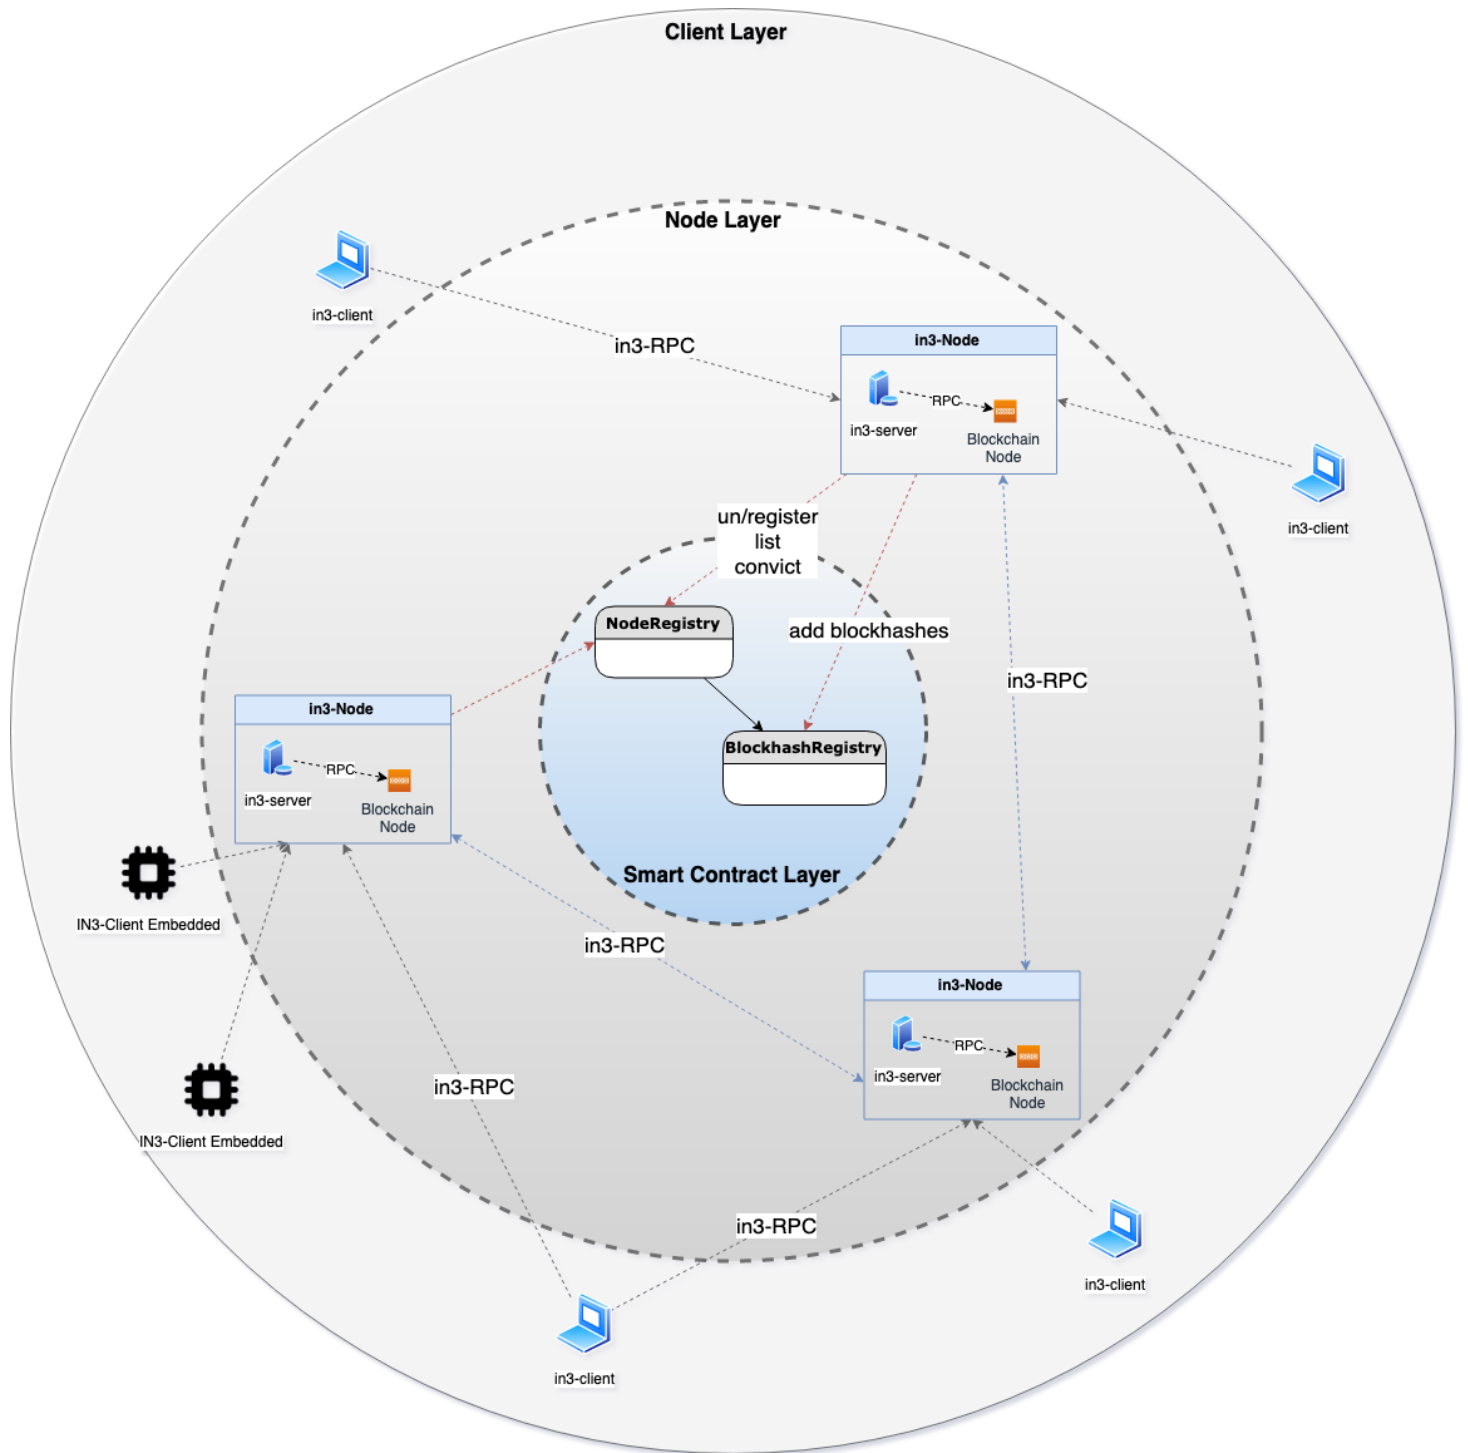 Client Layer
Node Layer
in3-client
in3-RPC
in3-Node
RPC
in3-server
Blockchain
Node
in3-client
un/register
list
convict
NodeRegistry
add blockhashes
in3-RPC
in3-Node
BlockhashRegistry
RPC
in3-server
Blockchain
Node
Smart Contract Layer
IN3-Client Embedded
in3-RPC
in3-Node
RPC
in3-server
Blockchain
Node
in3-RPC
IN3-Client Embedded
in3-RPC
in3-client
in3-client